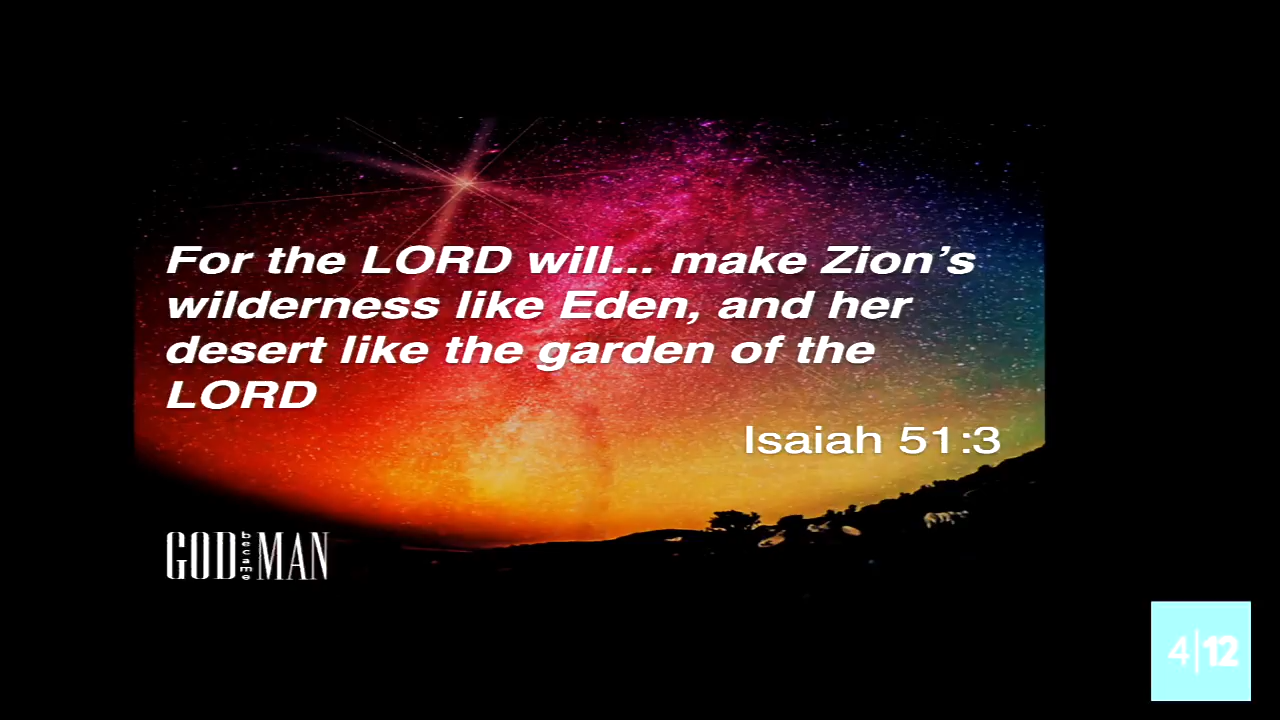 For the LORD will... make Zion’s
wilderness like Eden, and her
desert like the garden of the
LORD
Isaiah 51:3
GOD became MAN
4|12